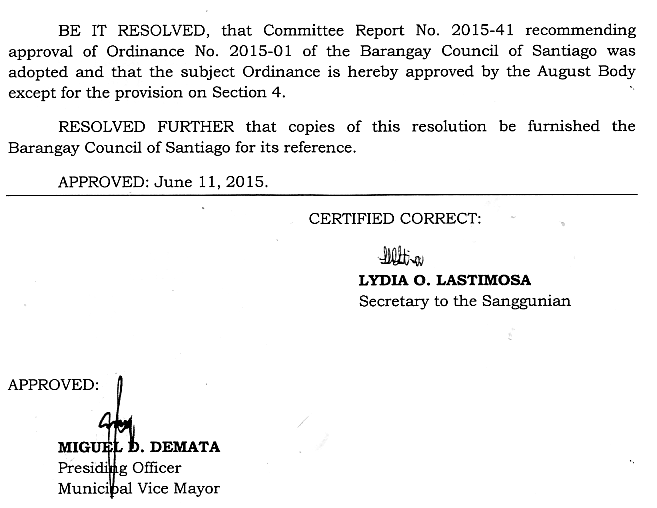 BE IT RESOLVED, that Committee Report No. 2015-41 recommending
approval of Ordinance No. 2015-01 of the Barangay Council of Santiago was
adopted and that the subject Ordinance is hereby approved by the August Body
except for the provision on Section 4.
RESOLVED FURTHER that copies of this resolution be furnished the
Barangay Council of Santiago for its reference.
APPROVED: June 11, 2015.
CERTIFIED CORRECT:
LYDIA O. LASTIMOSA
Secretary to the Sanggunian
APPROVED:
MIGUEL D. DEMATA
Presiding Officer
Municipal Vice Mayor